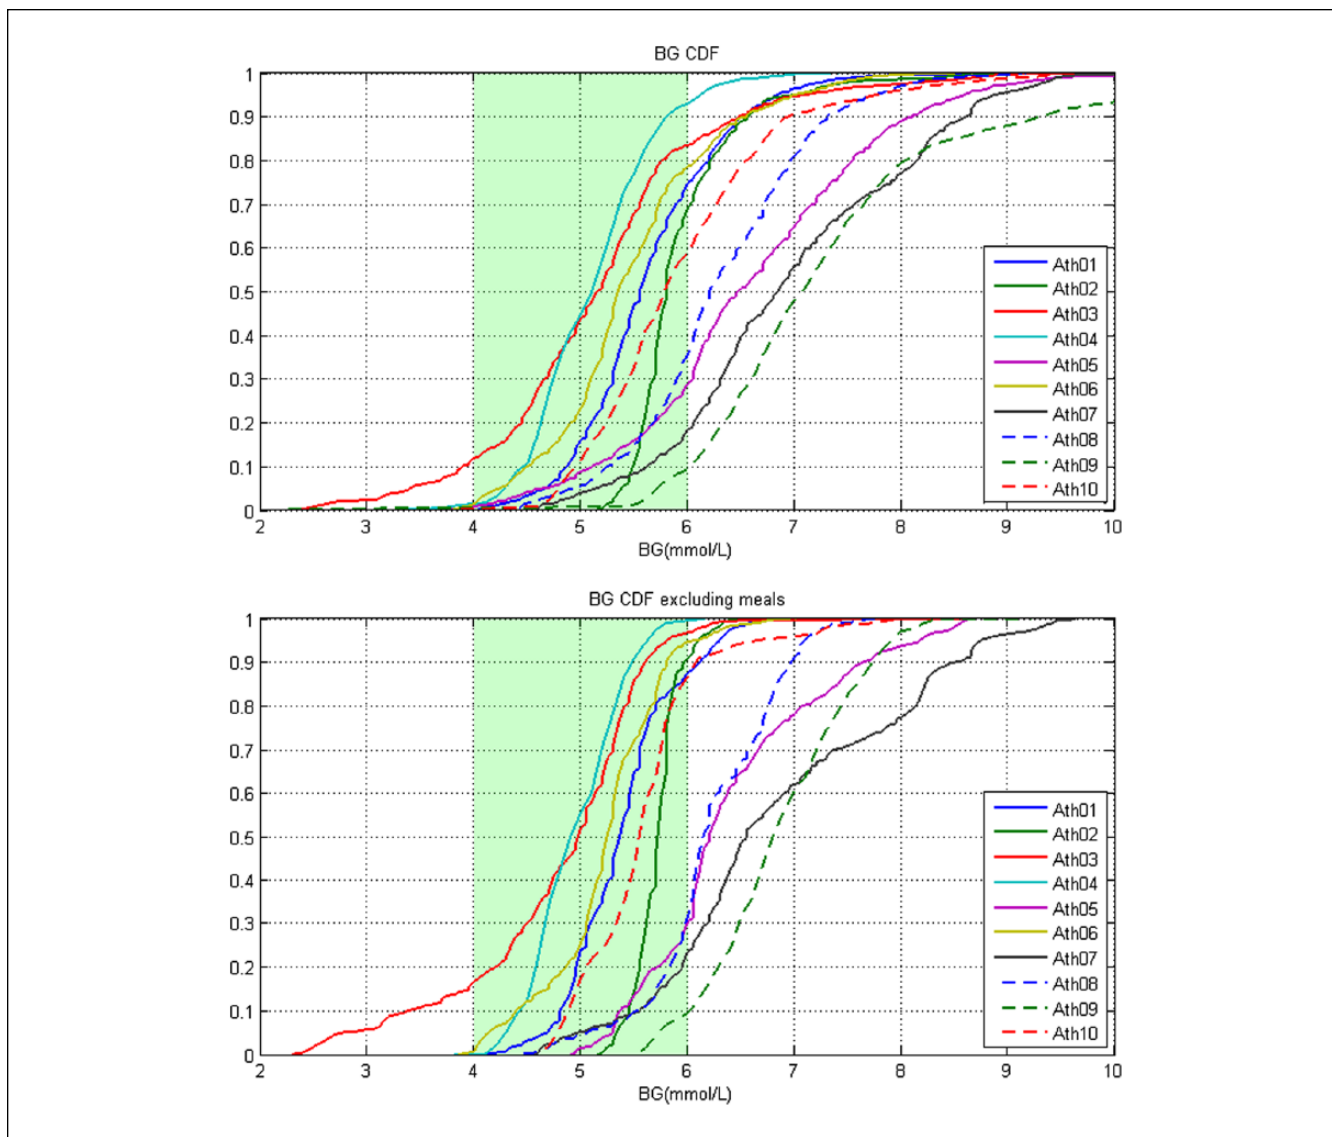 BG CDF
1
0.9
0.8
0.7
0.6
0.5
0.4
0.3
0.2
0.1
0
2 3 4 5 6 7 8 9 10
BG(mmol/L)
Ath01
Ath02
Ath03
Ath04
Ath05
Ath06
Ath07
Ath08
Ath09
Ath10
BG CDF excluding meals
1
0.9
0.8
0.7
0.6
0.5
0.4
0.3
0.2
0.1
0
2 3 4 5 6 7 8 9 10
BG(mmol/L)
Ath01
Ath02
Ath03
Ath04
Ath05
Ath06
Ath07
Ath08
Ath09
Ath10